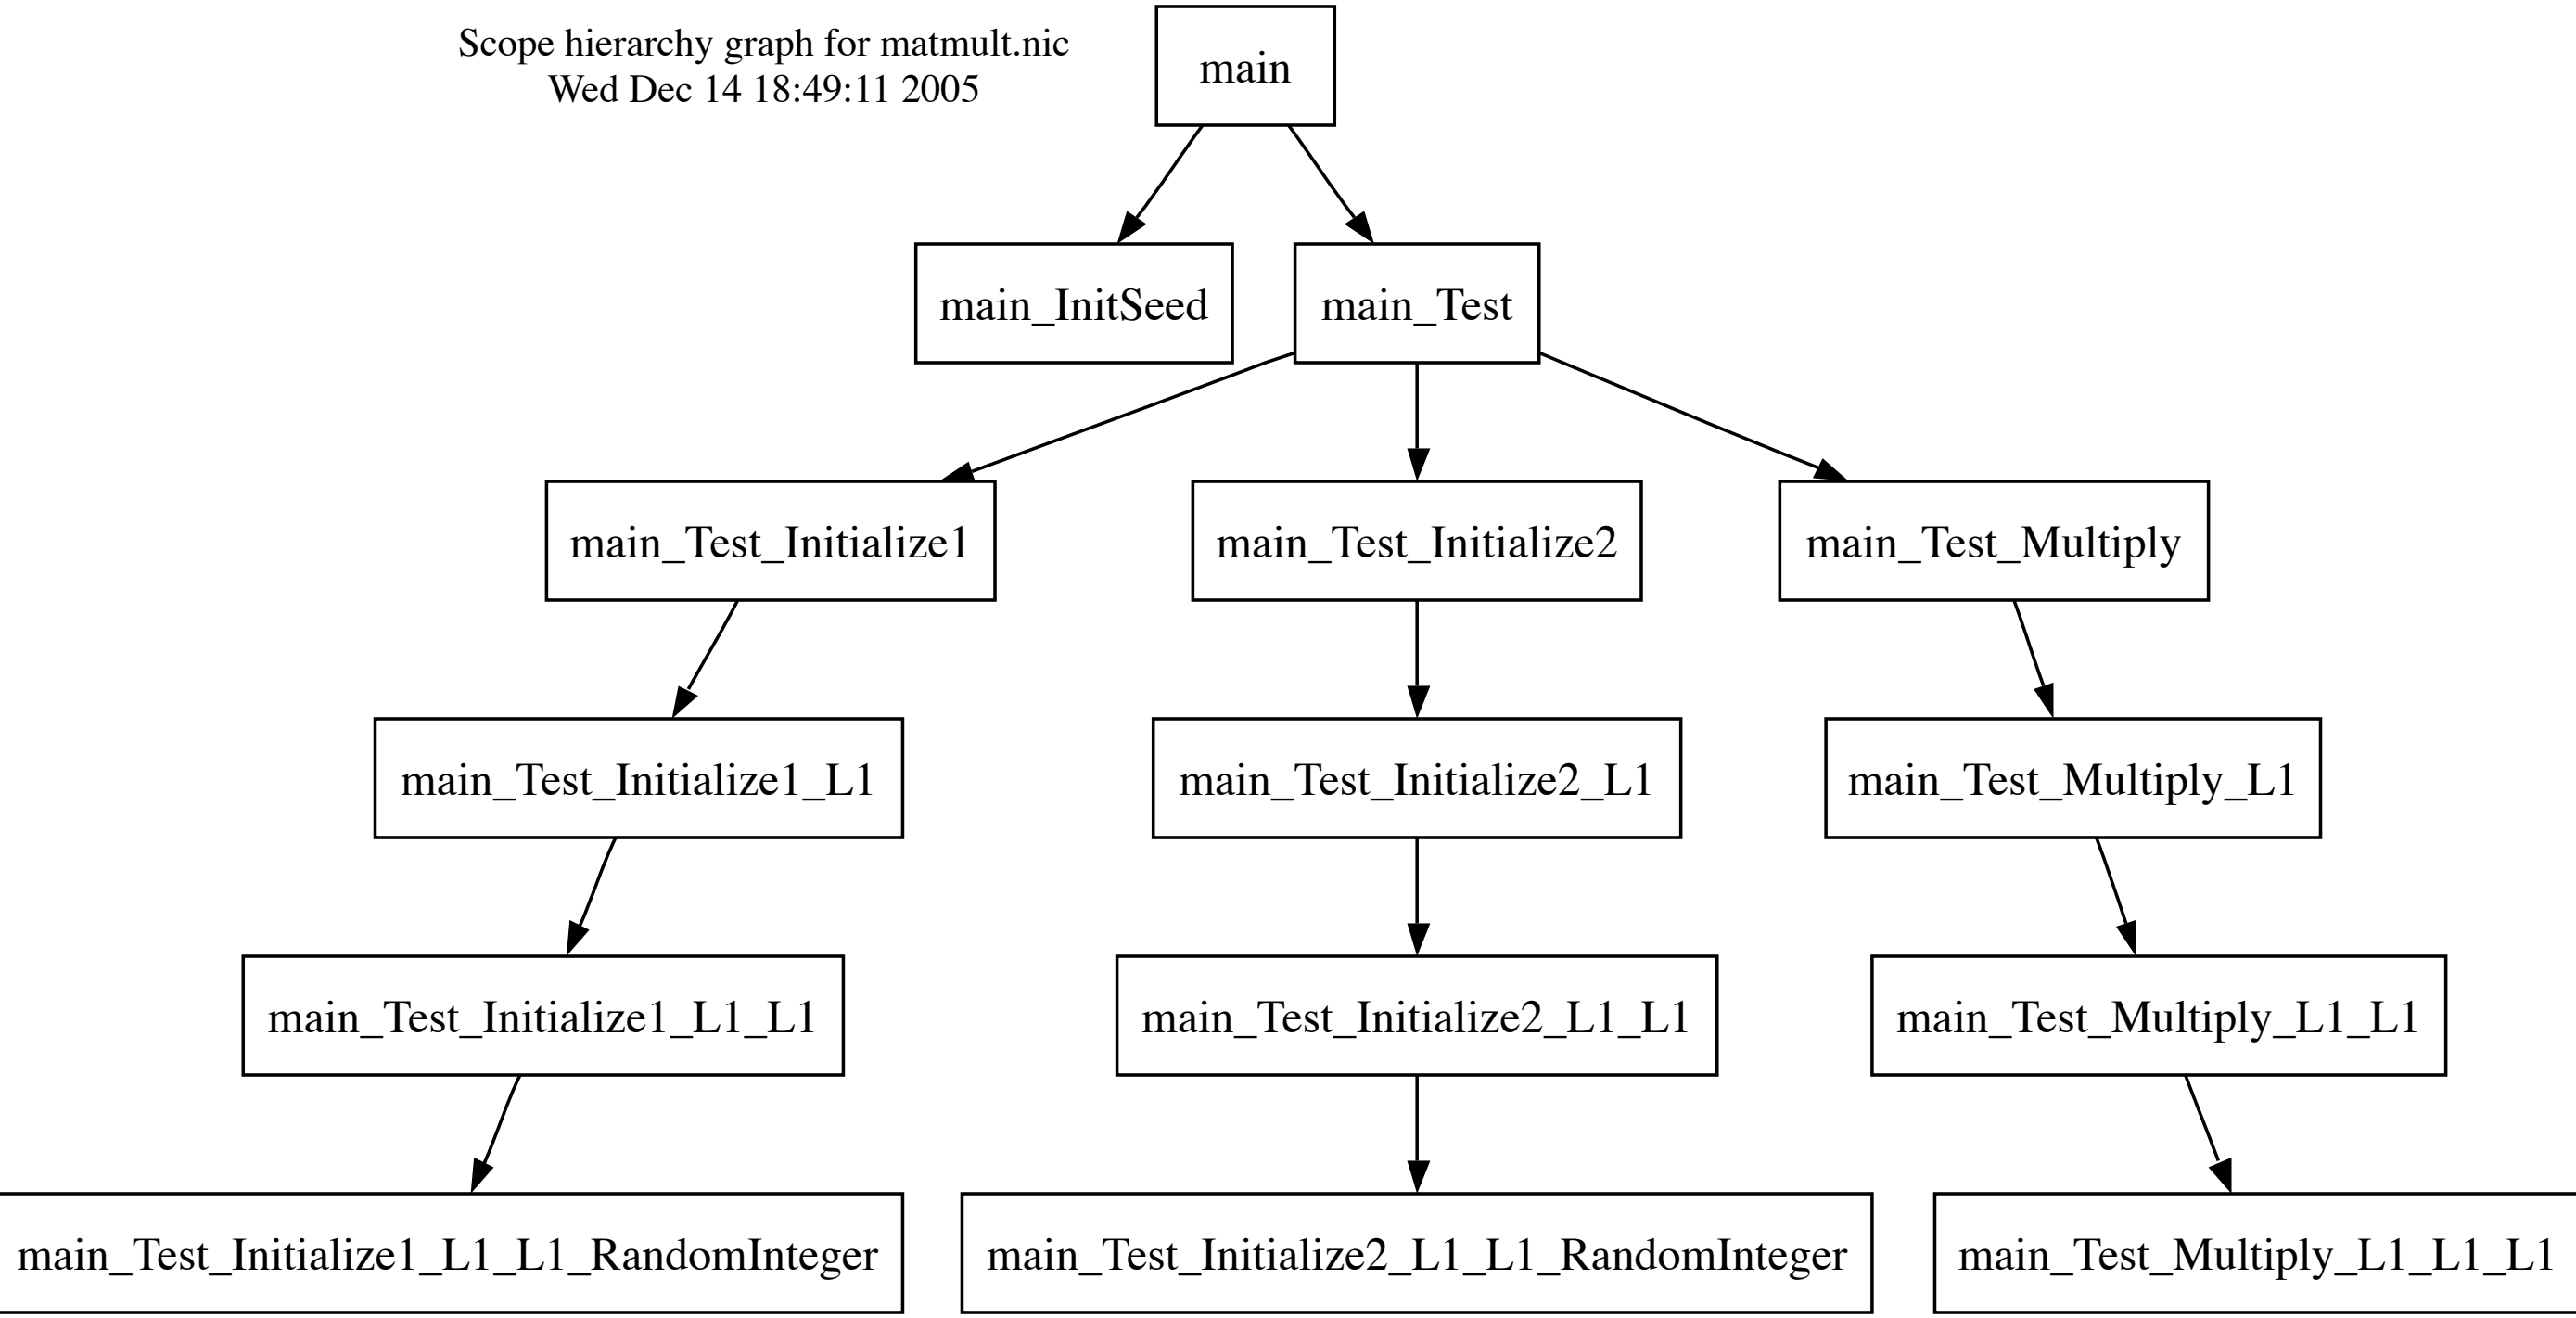 Scope hierarchy graph for matmult.nic
Wed Dec 14 18:49:11 2005
main
main_InitSeed
main_Test
main_Test_Initialize1
main_Test_Initialize2
main_Test_Multiply
main_Test_Initialize1_L1
main_Test_Initialize2_L1
main_Test_Multiply_L1
main_Test_Initialize1_L1_L1
main_Test_Initialize2_L1_L1
main_Test_Multiply_L1_L1
main_Test_Initialize1_L1_L1_RandomInteger
main_Test_Initialize2_L1_L1_RandomInteger
main_Test_Multiply_L1_L1_L1